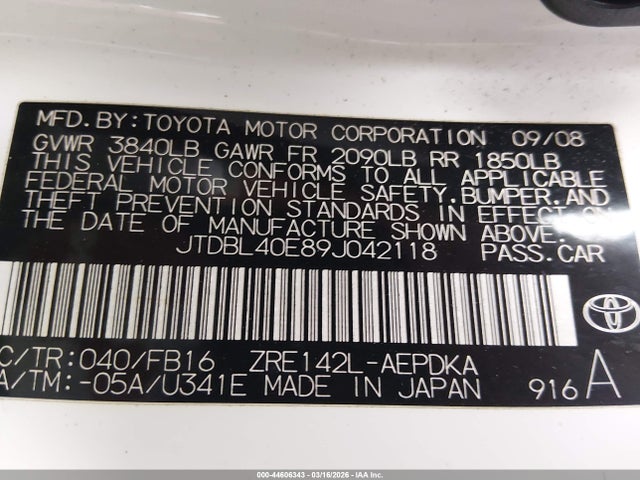 MFD.BY:TOYOTA MOTOR CORPORATION 09/08
GVWR 3840LB GAWR FR 2090LB RR 1850LB
THIS VEHICLE CONFORMS TO ALL APPLICABLE
FEDERAL MOTOR VEHICLE SAFETY.BUMPER.AND
THEFT PREVENTION STANDARDS IN EFFECT ON
THE DATE OF MANUFACTURE SHOWN ABOVE.
JTDBL40E89J042118 PASS.CAR
C/TR:040/FB16 ZRE142L-AEPDKA
A/TM:-05A/U341E MADE IN JAPAN 916 A
TOYOTA
000-44606343 | 03/16/2026 | IAA Inc.